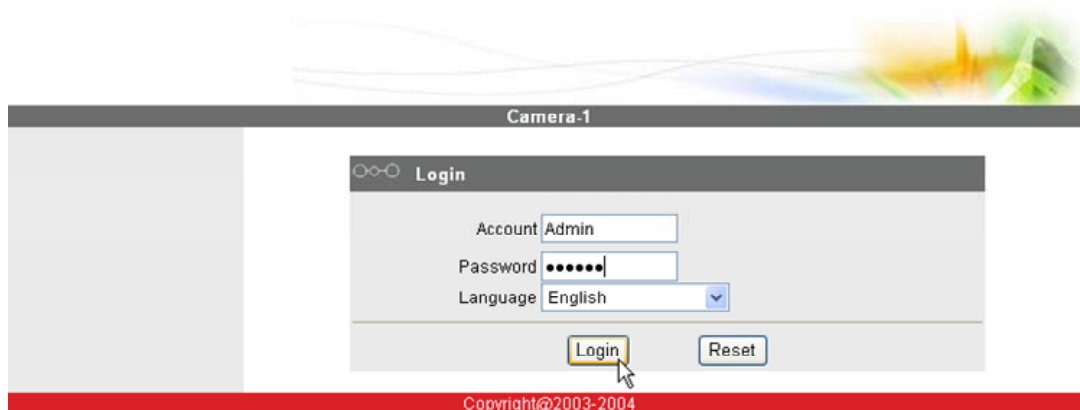 Camera-1
Login
Account Admin
Password ••••••
Language English
Login Reset
Copyright@2003-2004